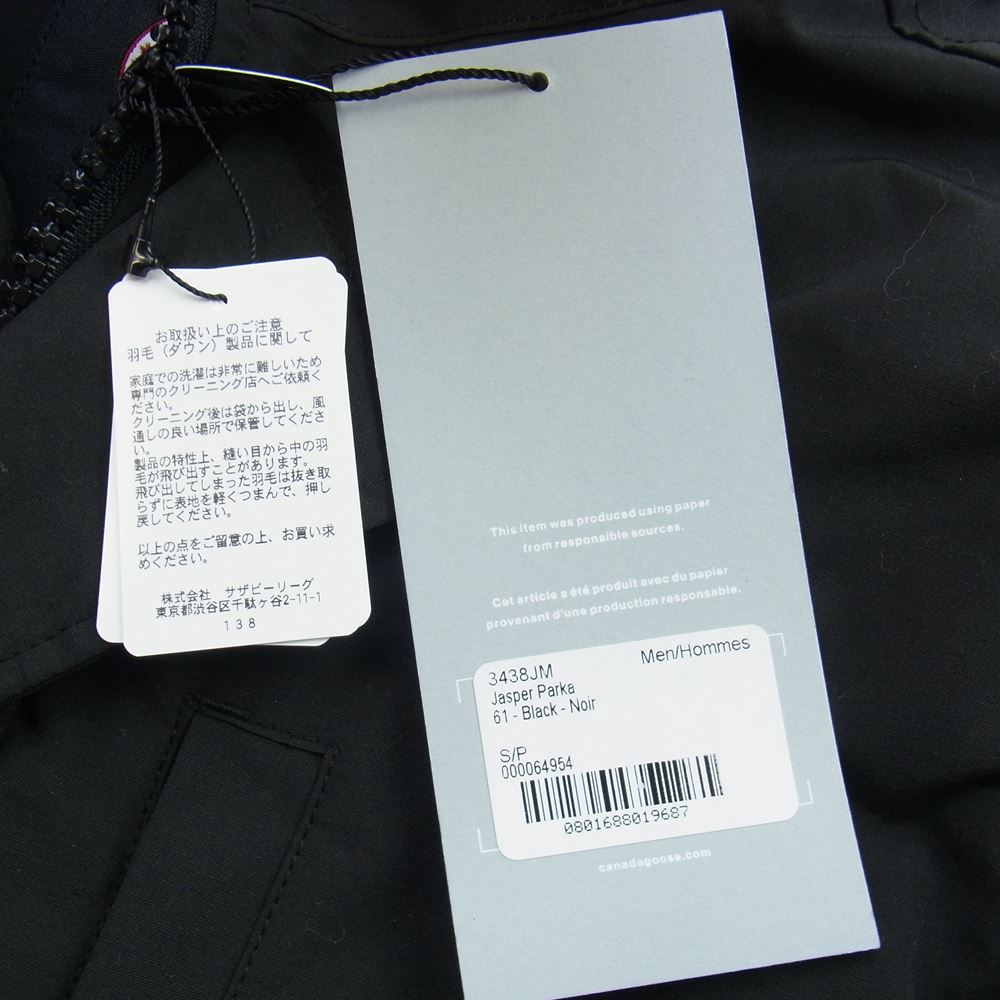 お取扱い上のご注意
羽毛（ダウン）製品に関して
家庭での洗濯は非常に難しいため
専門のクリーニング店へご依頼く
ださい。
クリーニング後は袋から出し、風
通しの良い場所で保管してくださ
い。
製品の特性上、縫い目から中の羽
毛が飛び出すことがあります。
飛び出してしまった羽毛は抜き取
らずに表地を軽くつまんで、押し
戻してください。
以上の点をご留意の上、お買い求
めください。
株式会社 サザビーリーグ
東京都渋谷区千駄ヶ谷2-11-1
138
This item was produced using paper
from responsible sources.
Cet article a été produit avec du papier
provenant d'une production responsable.
Men/Hommes
3438JM
Jasper Parka
61 - Black - Noir
S/P
000064954
0801688019687
canadagoose.com